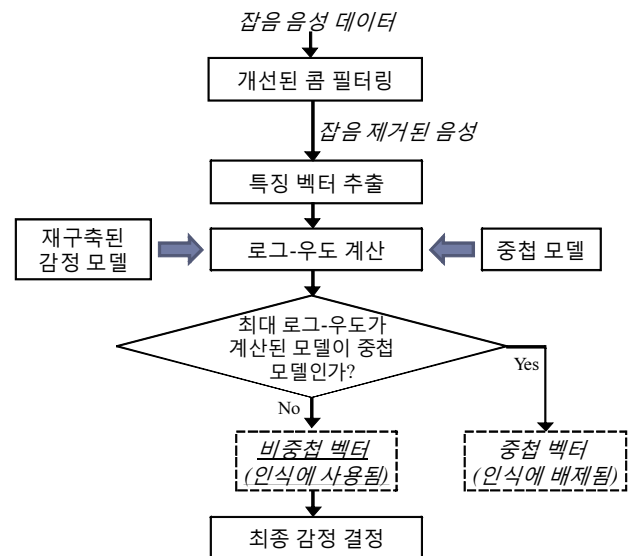 잡음 음성 데이터
개선된 콤 필터링
잡음 제거된 음성
특징 벡터 추출
재구축된
감정 모델
로그-우도 계산
중첩 모델
최대 로그-우도가
계산된 모델이 중첩
모델인가?
Yes
No
비중첩 벡터
(인식에 사용됨)
중첩 벡터
(인식에 배제됨)
최종 감정 결정